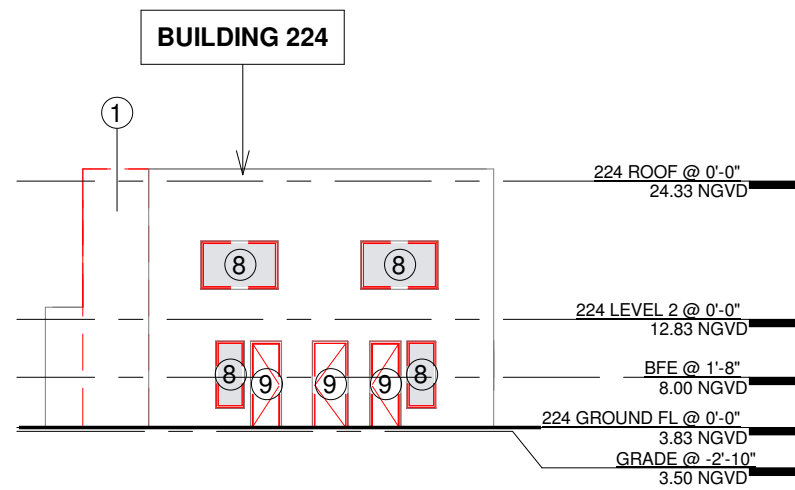 BUILDING 224
1
224 ROOF @ 0'-0"
24.33 NGVD
8
8
224 LEVEL 2 @ 0'-0"
12.83 NGVD
8
9
9
9
8
BFE @ 1'-8"
8.00 NGVD
224 GROUND FL @ 0'-0"
3.83 NGVD
GRADE @ -2'-10"
3.50 NGVD